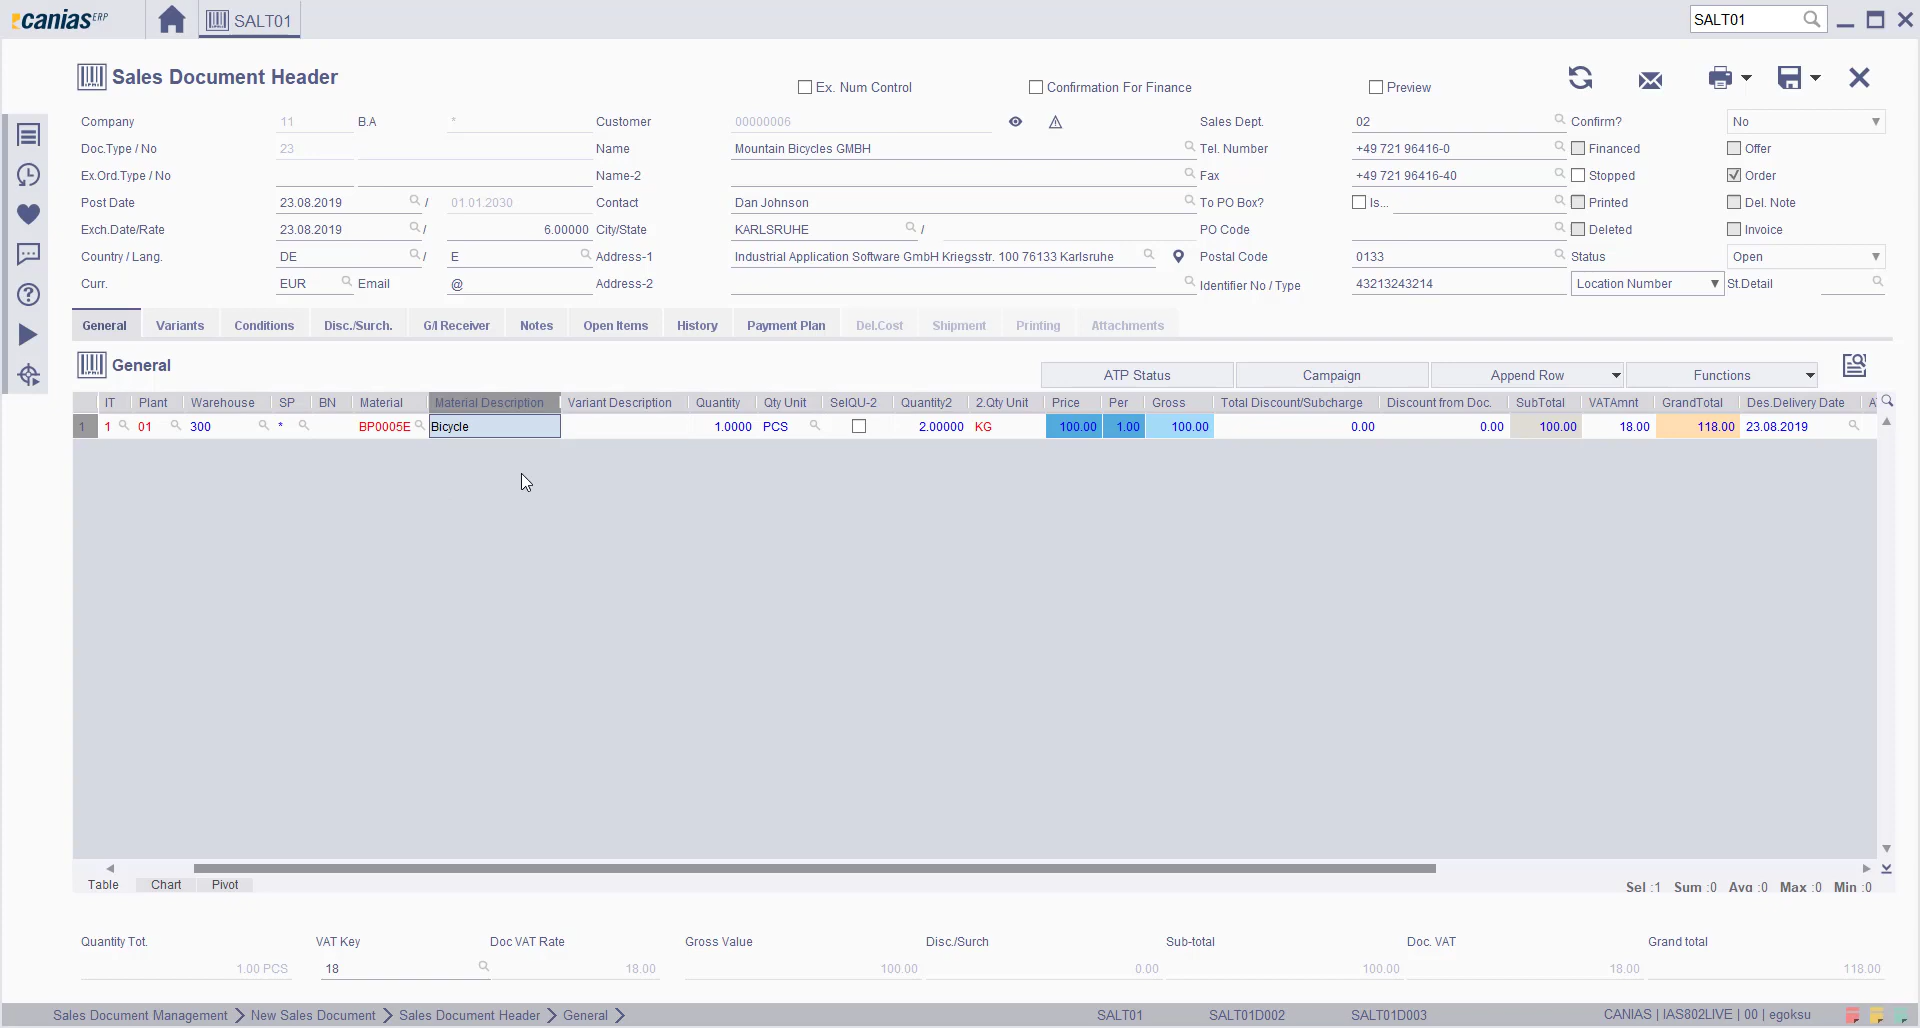 canias ERP SALT01 SALT01
Sales Document Header
Ex. Num Control Confirmation For Finance Preview
Company 11 B.A * Customer 00000006 Sales Dept. 02 Confirm? No
Doc.Type / No 23 Name Mountain Bicycles GMBH Tel. Number +49 721 96416-0 Financed Offer
Ex.Ord.Type / No Name-2 Fax +49 721 96416-40 Stopped Order
Post Date 23.08.2019 / 01.01.2030 Contact Dan Johnson To PO Box? Is... Printed Del. Note
Exch.Date/Rate 23.08.2019 / 6.00000 City/State KARLSRUHE / PO Code Deleted Invoice
Country / Lang. DE / E Address-1 Industrial Application Software GmbH Kriegsstr. 100 76133 Karlsruhe Postal Code 0133 Status Open
Curr. EUR Email @ Address-2 Identifier No / Type 43213243214 Location Number St.Detail
General Variants Conditions Disc./Surch. G/I Receiver Notes Open Items History Payment Plan Del.Cost Shipment Printing Attachments
General
ATP Status Campaign Append Row Functions
IT Plant Warehouse SP BN Material Material Description Variant Description Quantity Qty Unit SelQU-2 Quantity2 2.Qty Unit Price Per Gross Total Discount/Subcharge Discount from Doc. SubTotal VATAmnt GrandTotal Des.Delivery Date A
1 1 01 300 * BP0005E Bicycle 1.0000 PCS 2.00000 KG 100.00 1.00 100.00 0.00 0.00 100.00 18.00 118.00 23.08.2019
Table Chart Pivot
Sel :1 Sum :0 Avg :0 Max :0 Min :0
Quantity Tot. VAT Key Doc VAT Rate Gross Value Disc./Surch Sub-total Doc. VAT Grand total
1.00 PCS 18 18.00 100.00 0.00 100.00 18.00 118.00
Sales Document Management New Sales Document Sales Document Header General SALT01 SALT01D002 SALT01D003 CANIAS | IAS802LIVE | 00 | egoksu